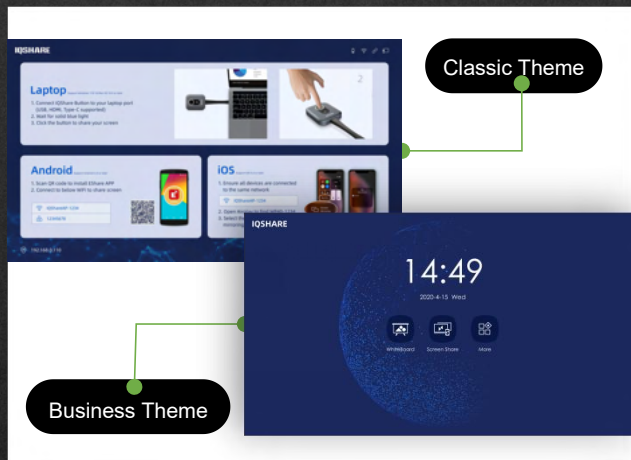 IQSHARE
Classic Theme
2
Laptop
1. Connect IQShare Button to your laptop port
(USB, HDMI, Type-C supported)
2. Wait for solid blue light
3. Click the button to share your screen
Android
1. Scan QR code to install EShare APP
2. Connect to below WiFi to share screen
iOS
1. Ensure all devices are connected
to the same network
IQSHARE
14:49
2020-4-15 Wed
WhiteBoard
Screen Share
More
Business Theme